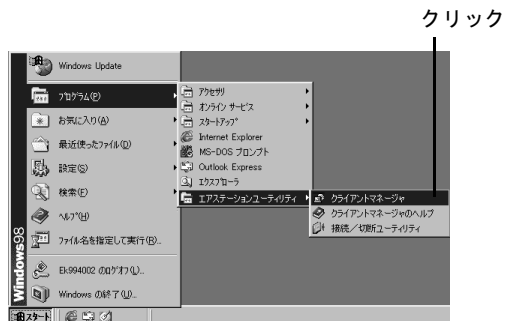 クリック
Windows Update
プログラム(P)
お気に入り(A)
最近使ったファイル(D)
設定(S)
検索(F)
ヘルプ(H)
ファイル名を指定して実行(R)...
Ek994002 のログオフ(L)...
Windows の終了(U)...
Windows98
スタート
アクセサリ
オンライン サービス
スタートアップ
Internet Explorer
MS-DOS プロンプト
Outlook Express
エクスプローラ
エアステーションユーティリティ
クライアントマネージャ
クライアントマネージャのヘルプ
接続/切断ユーティリティ